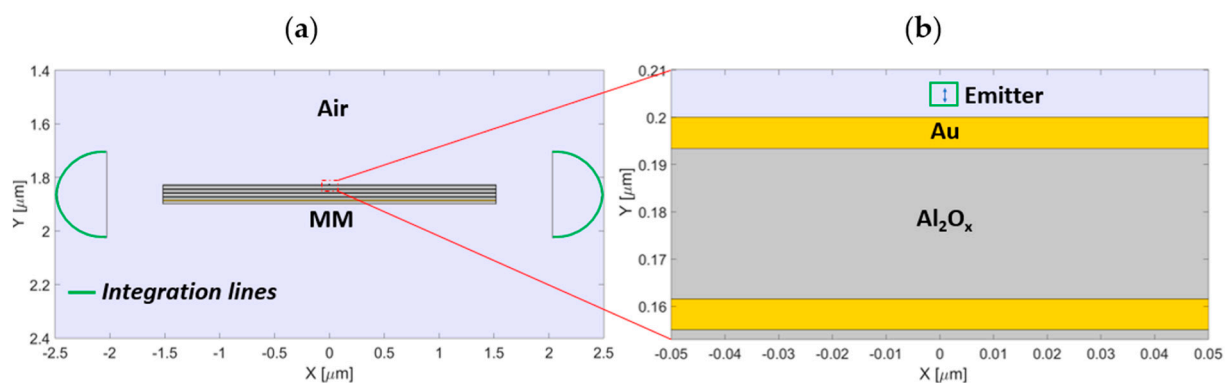 (a)
(b)
1.4
1.6
1.8
2
2.2
2.4
Y [μm]
Air
MM
Integration lines
-2.5 -2 -1.5 -1 -0.5 0 0.5 1 1.5 2 2.5
X [μm]
0.21
0.2
0.19
0.18
0.17
0.16
Y [μm]
Emitter
Au
Al₂Oₓ
-0.05 -0.04 -0.03 -0.02 -0.01 0 0.01 0.02 0.03 0.04 0.05
X [μm]